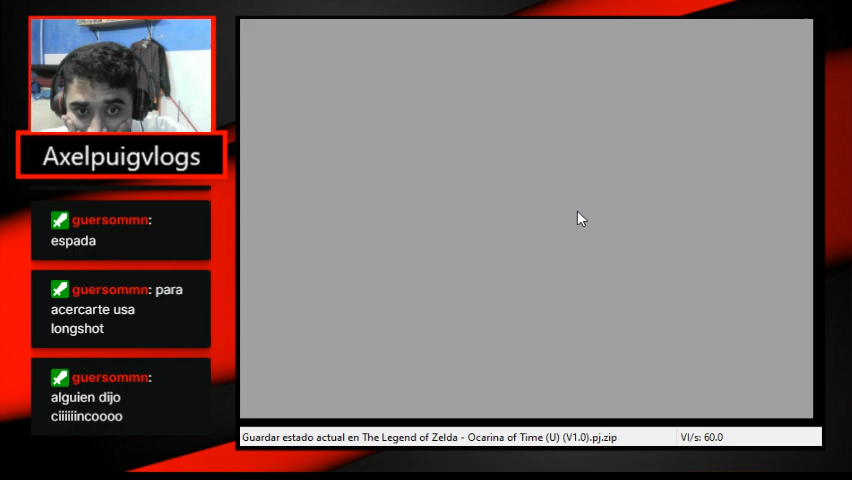 Axelpuigvlogs
guersommn:
espada
guersommn: para
acercarte usa
longshot
guersommn:
alguien dijo
ciiiiiincoooo
Guardar estado actual en The Legend of Zelda - Ocarina of Time (U) (V1.0).pj.zip
VI/s: 60.0